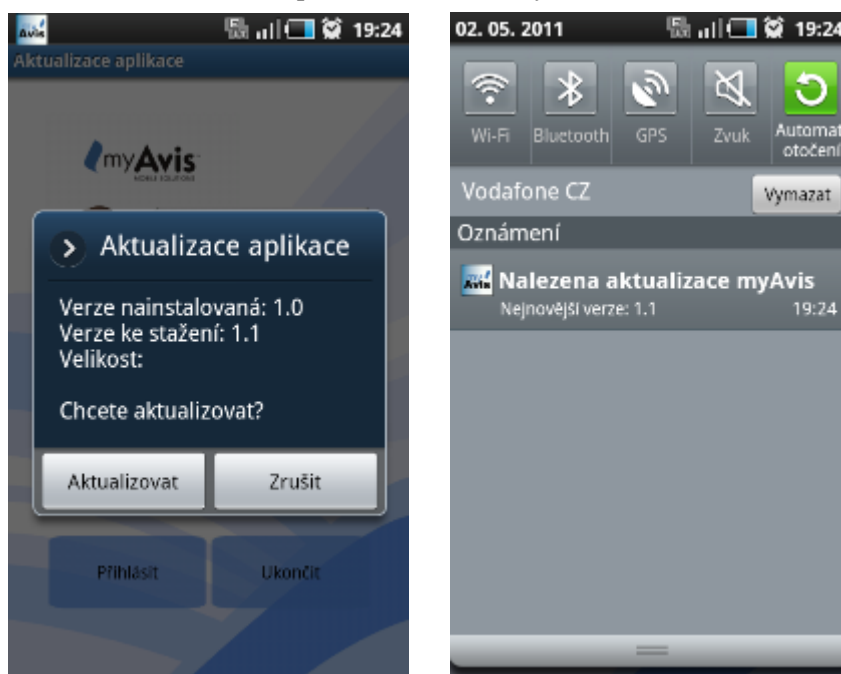 19:24
Aktualizace aplikace
myAvis
MOBILE SOLUTIONS
Aktualizace aplikace
Verze nainstalovaná: 1.0
Verze ke stažení: 1.1
Velikost:
Chcete aktualizovat?
Aktualizovat
Zrušit
Přihlásit
Ukončit
02. 05. 2011
19:24
Wi-Fi
Bluetooth
GPS
Zvuk
Automat
otočení
Vodafone CZ
Vymazat
Oznámení
Nalezena aktualizace myAvis
Nejnovější verze: 1.1
19:24